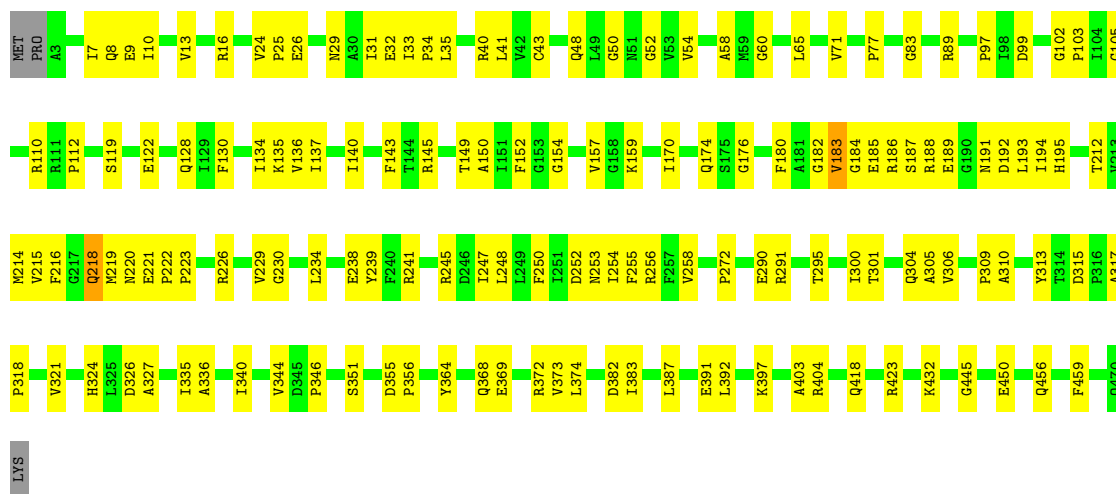 MET PRO A3 I7 Q8 E9 I10 V13 R16 V24 P25 E26 N29 A30 I31 E32 I33 P34 L35 R40 L41 V42 C43 Q48 L49 N51 G50 G52 V53 V54 A58 M59 G60 L65 V71 P77 G83 R89 P97 I98 D99 G102 P103 I104 G105
R110 R111 P112 S119 E122 Q128 I129 F130 I134 K135 V136 I137 I140 F143 T144 R145 T149 A150 I151 F152 G153 G154 V157 G158 K159 I170 Q174 S175 G176 F180 A181 G182 V183 G184 E185 R186 S187 R188 E189 G190 N191 D192 L193 I194 H195 T212 V213
M214 V215 F216 G217 Q218 M219 N220 E221 P222 P223 R226 V229 G230 L234 E238 Y239 F240 R241 R245 D246 I247 L248 L249 F250 I251 D252 N253 I254 F255 R256 F257 V258 P272 E290 R291 T295 I300 T301 Q304 A305 V306 P309 A310 Y313 T314 D315 P316 A317
P318 V321 H324 L325 D326 A327 I335 A336 I340 V344 D345 P346 S351 D355 P356 Y364 Q368 E369 R372 V373 L374 D382 I383 L387 E391 L392 K397 A403 R404 Q418 R423 K432 G445 E450 Q456 F459
LYS